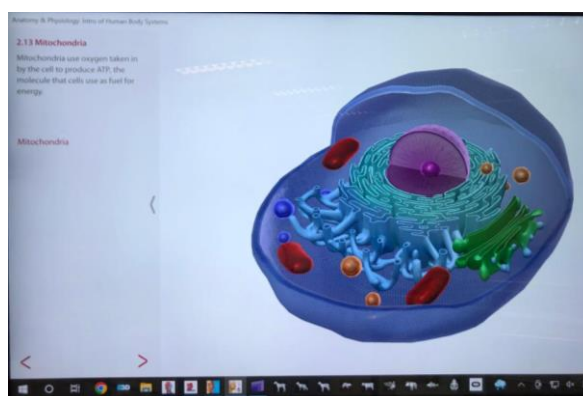 Anatomy & Physiology: Intro of Human Body Systems
2.13 Mitochondria
Mitochondria use oxygen taken in
by the cell to produce ATP, the
molecule that cells use as fuel for
energy.
Mitochondria